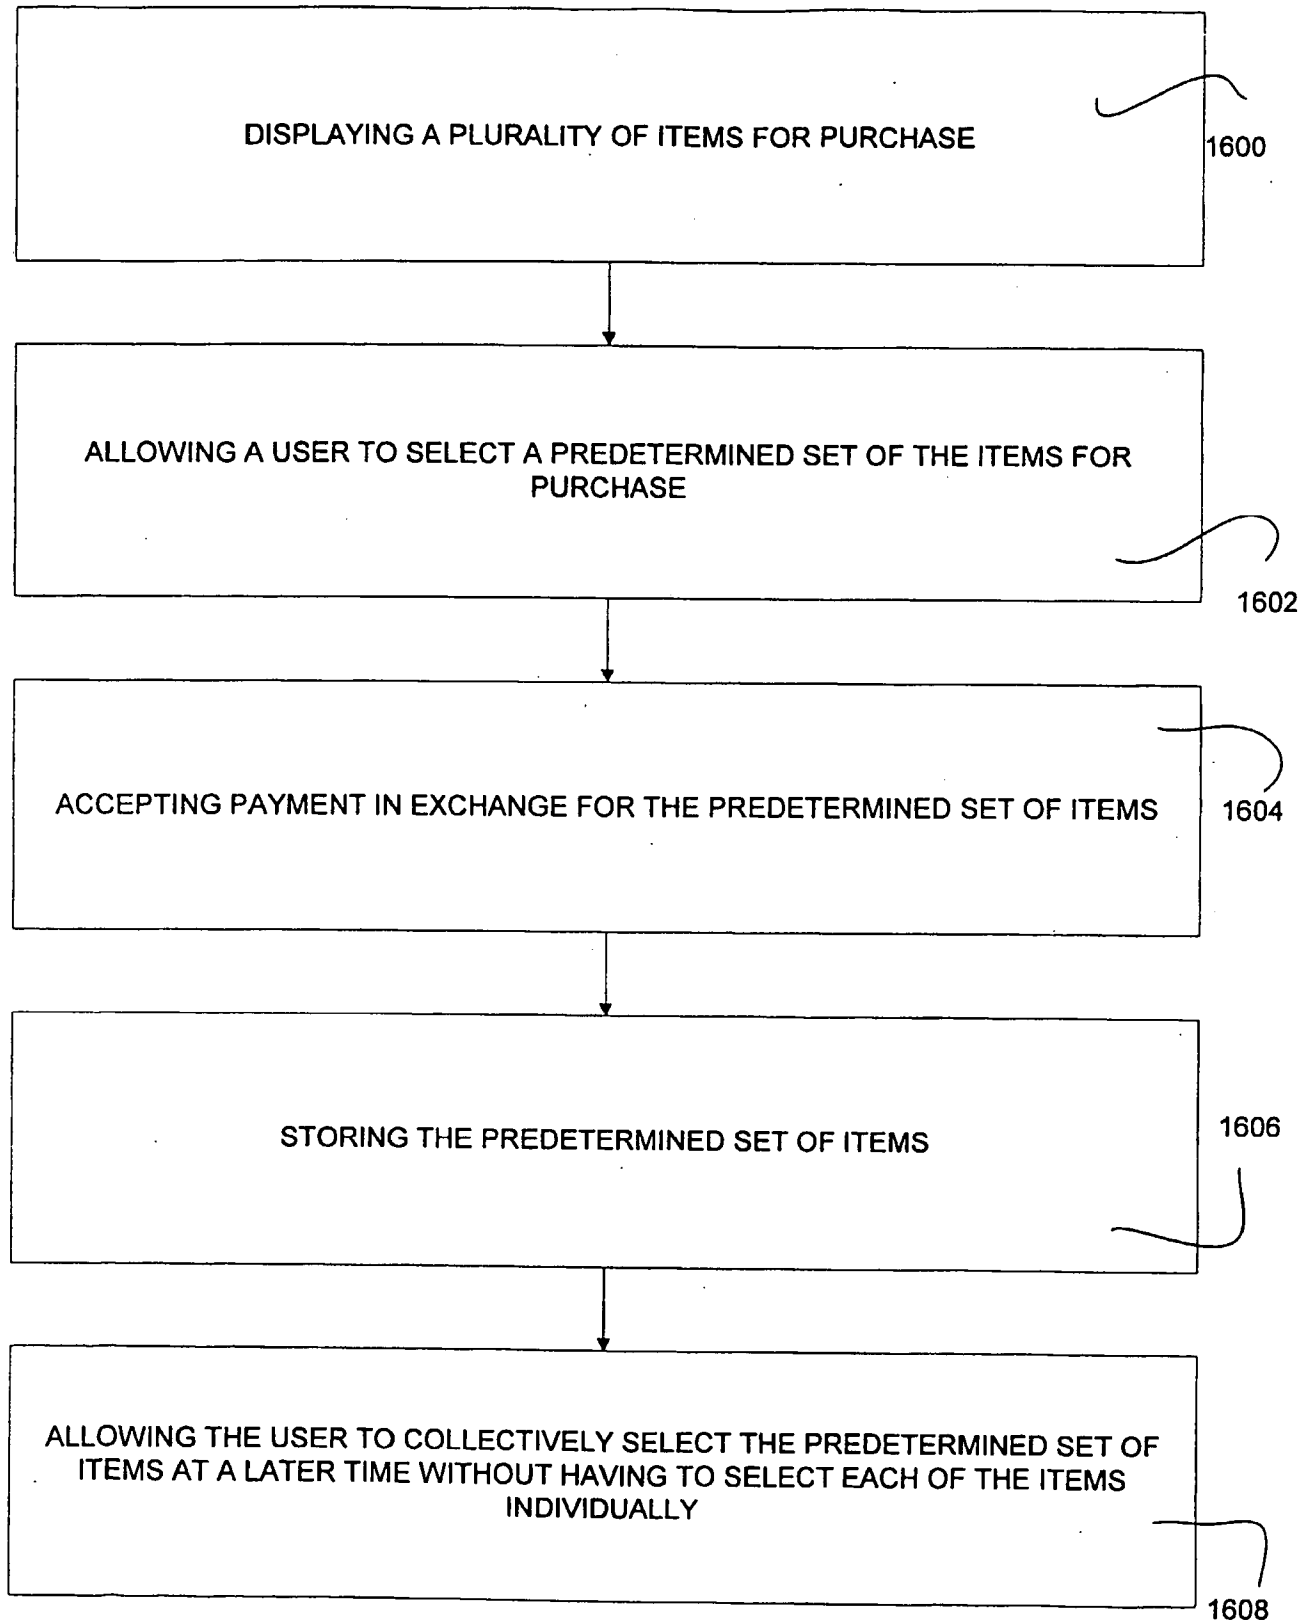 DISPLAYING A PLURALITY OF ITEMS FOR PURCHASE
1600
ALLOWING A USER TO SELECT A PREDETERMINED SET OF THE ITEMS FOR
PURCHASE
1602
ACCEPTING PAYMENT IN EXCHANGE FOR THE PREDETERMINED SET OF ITEMS
1604
STORING THE PREDETERMINED SET OF ITEMS
1606
ALLOWING THE USER TO COLLECTIVELY SELECT THE PREDETERMINED SET OF
ITEMS AT A LATER TIME WITHOUT HAVING TO SELECT EACH OF THE ITEMS
INDIVIDUALLY
1608